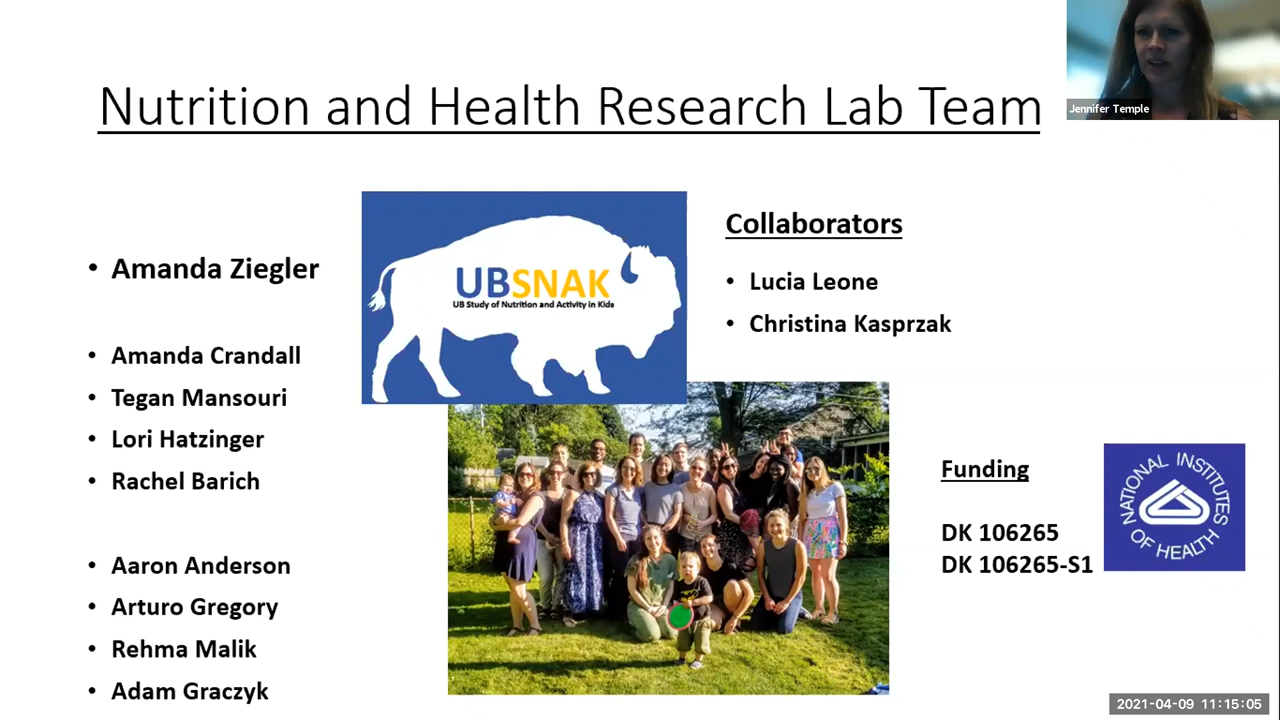 Nutrition and Health Research Lab Team
Jennifer Temple
• Amanda Ziegler
• Amanda Crandall
• Tegan Mansouri
• Lori Hatzinger
• Rachel Barich
• Aaron Anderson
• Arturo Gregory
• Rehma Malik
• Adam Graczyk
UBSNAK
UB Study of Nutrition and Activity in Kids
Collaborators
• Lucia Leone
• Christina Kasprzak
Funding
DK 106265
DK 106265-S1
NATIONAL INSTITUTES
OF HEALTH
2021-04-09 11:15:05